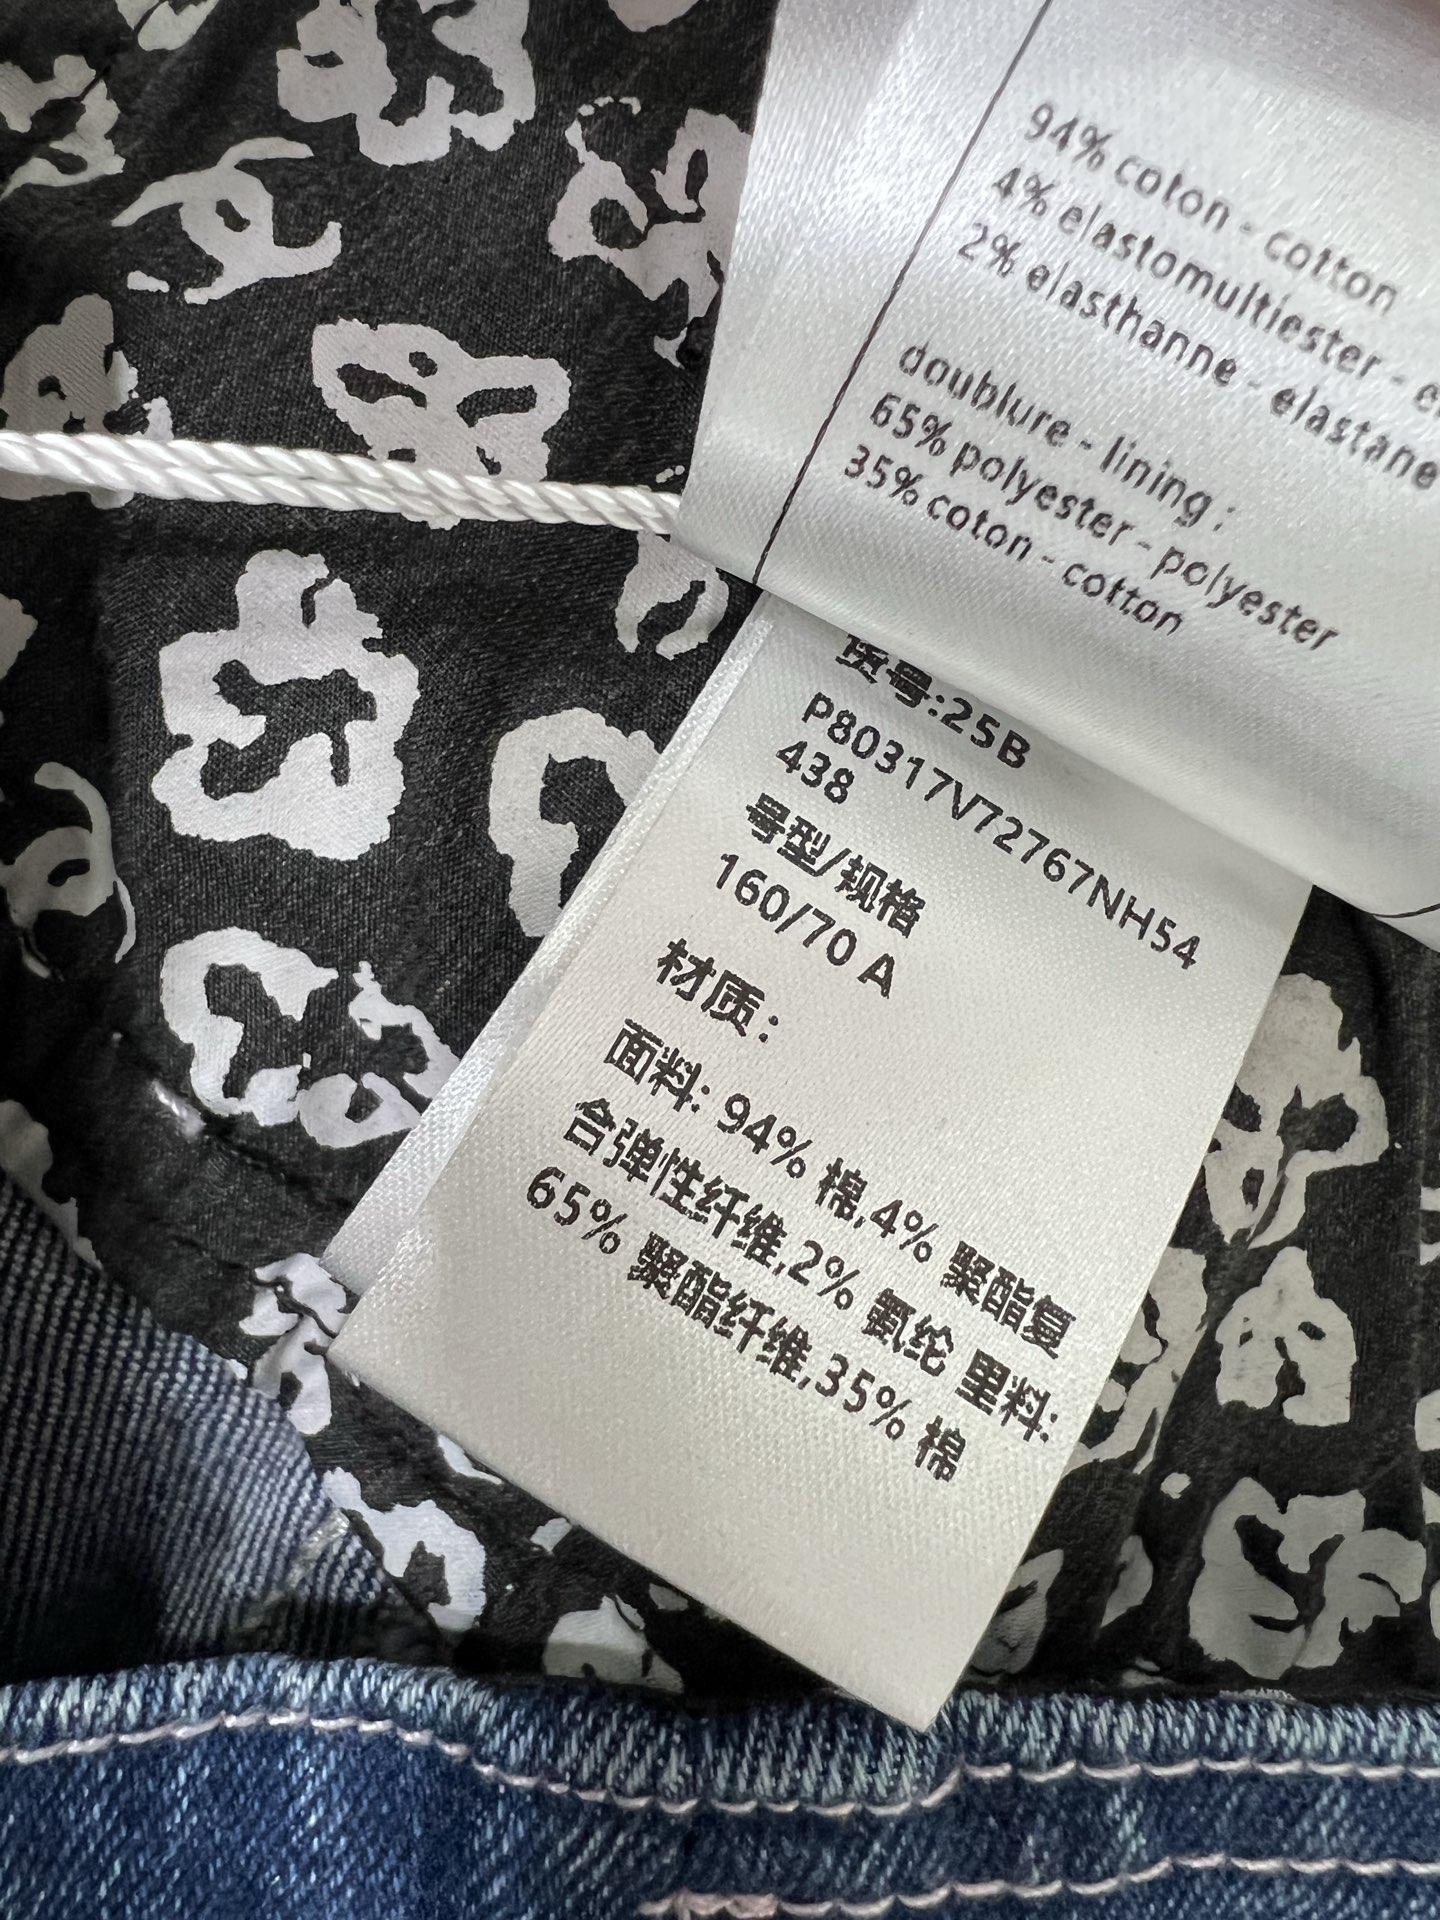 94% coton - cotton
4% elastomultiester - e
2% elasthanne - elastane
doublure - lining :
65% polyester - polyester
35% coton - cotton
货号:25B
P80317V72767NH54
438
号型/规格
160/70 A
材质:
面料: 94% 棉,4% 聚酯复
合弹性纤维,2% 氨纶 里料:
65% 聚酯纤维,35% 棉